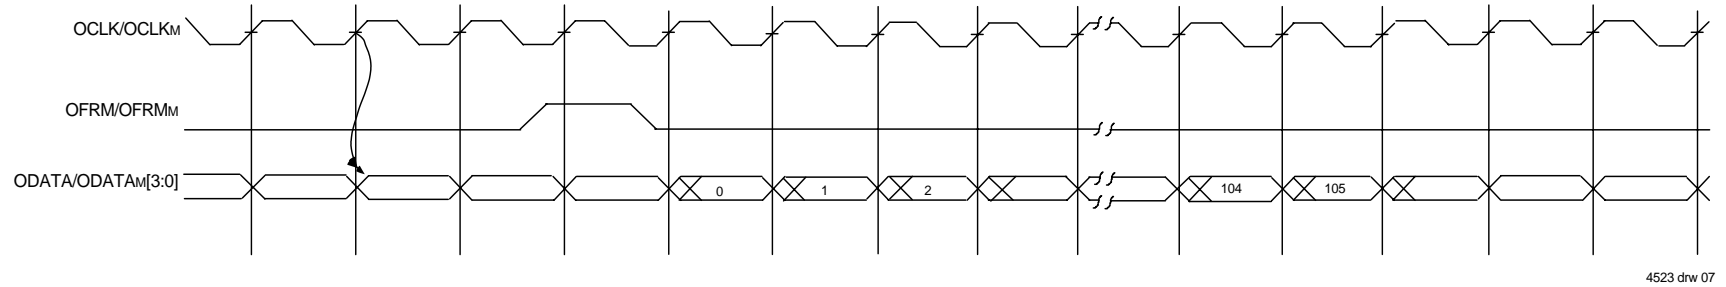 OCLK/OCLKM
OFRM/OFRMM
ODATA/ODATAM[3:0]
0 1 2 104 105
4523 drw 07